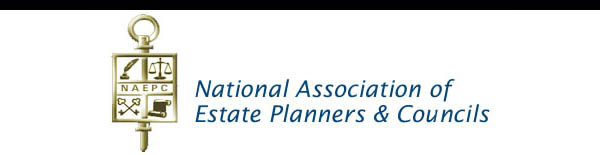 NAEPC
National Association of
Estate Planners & Councils